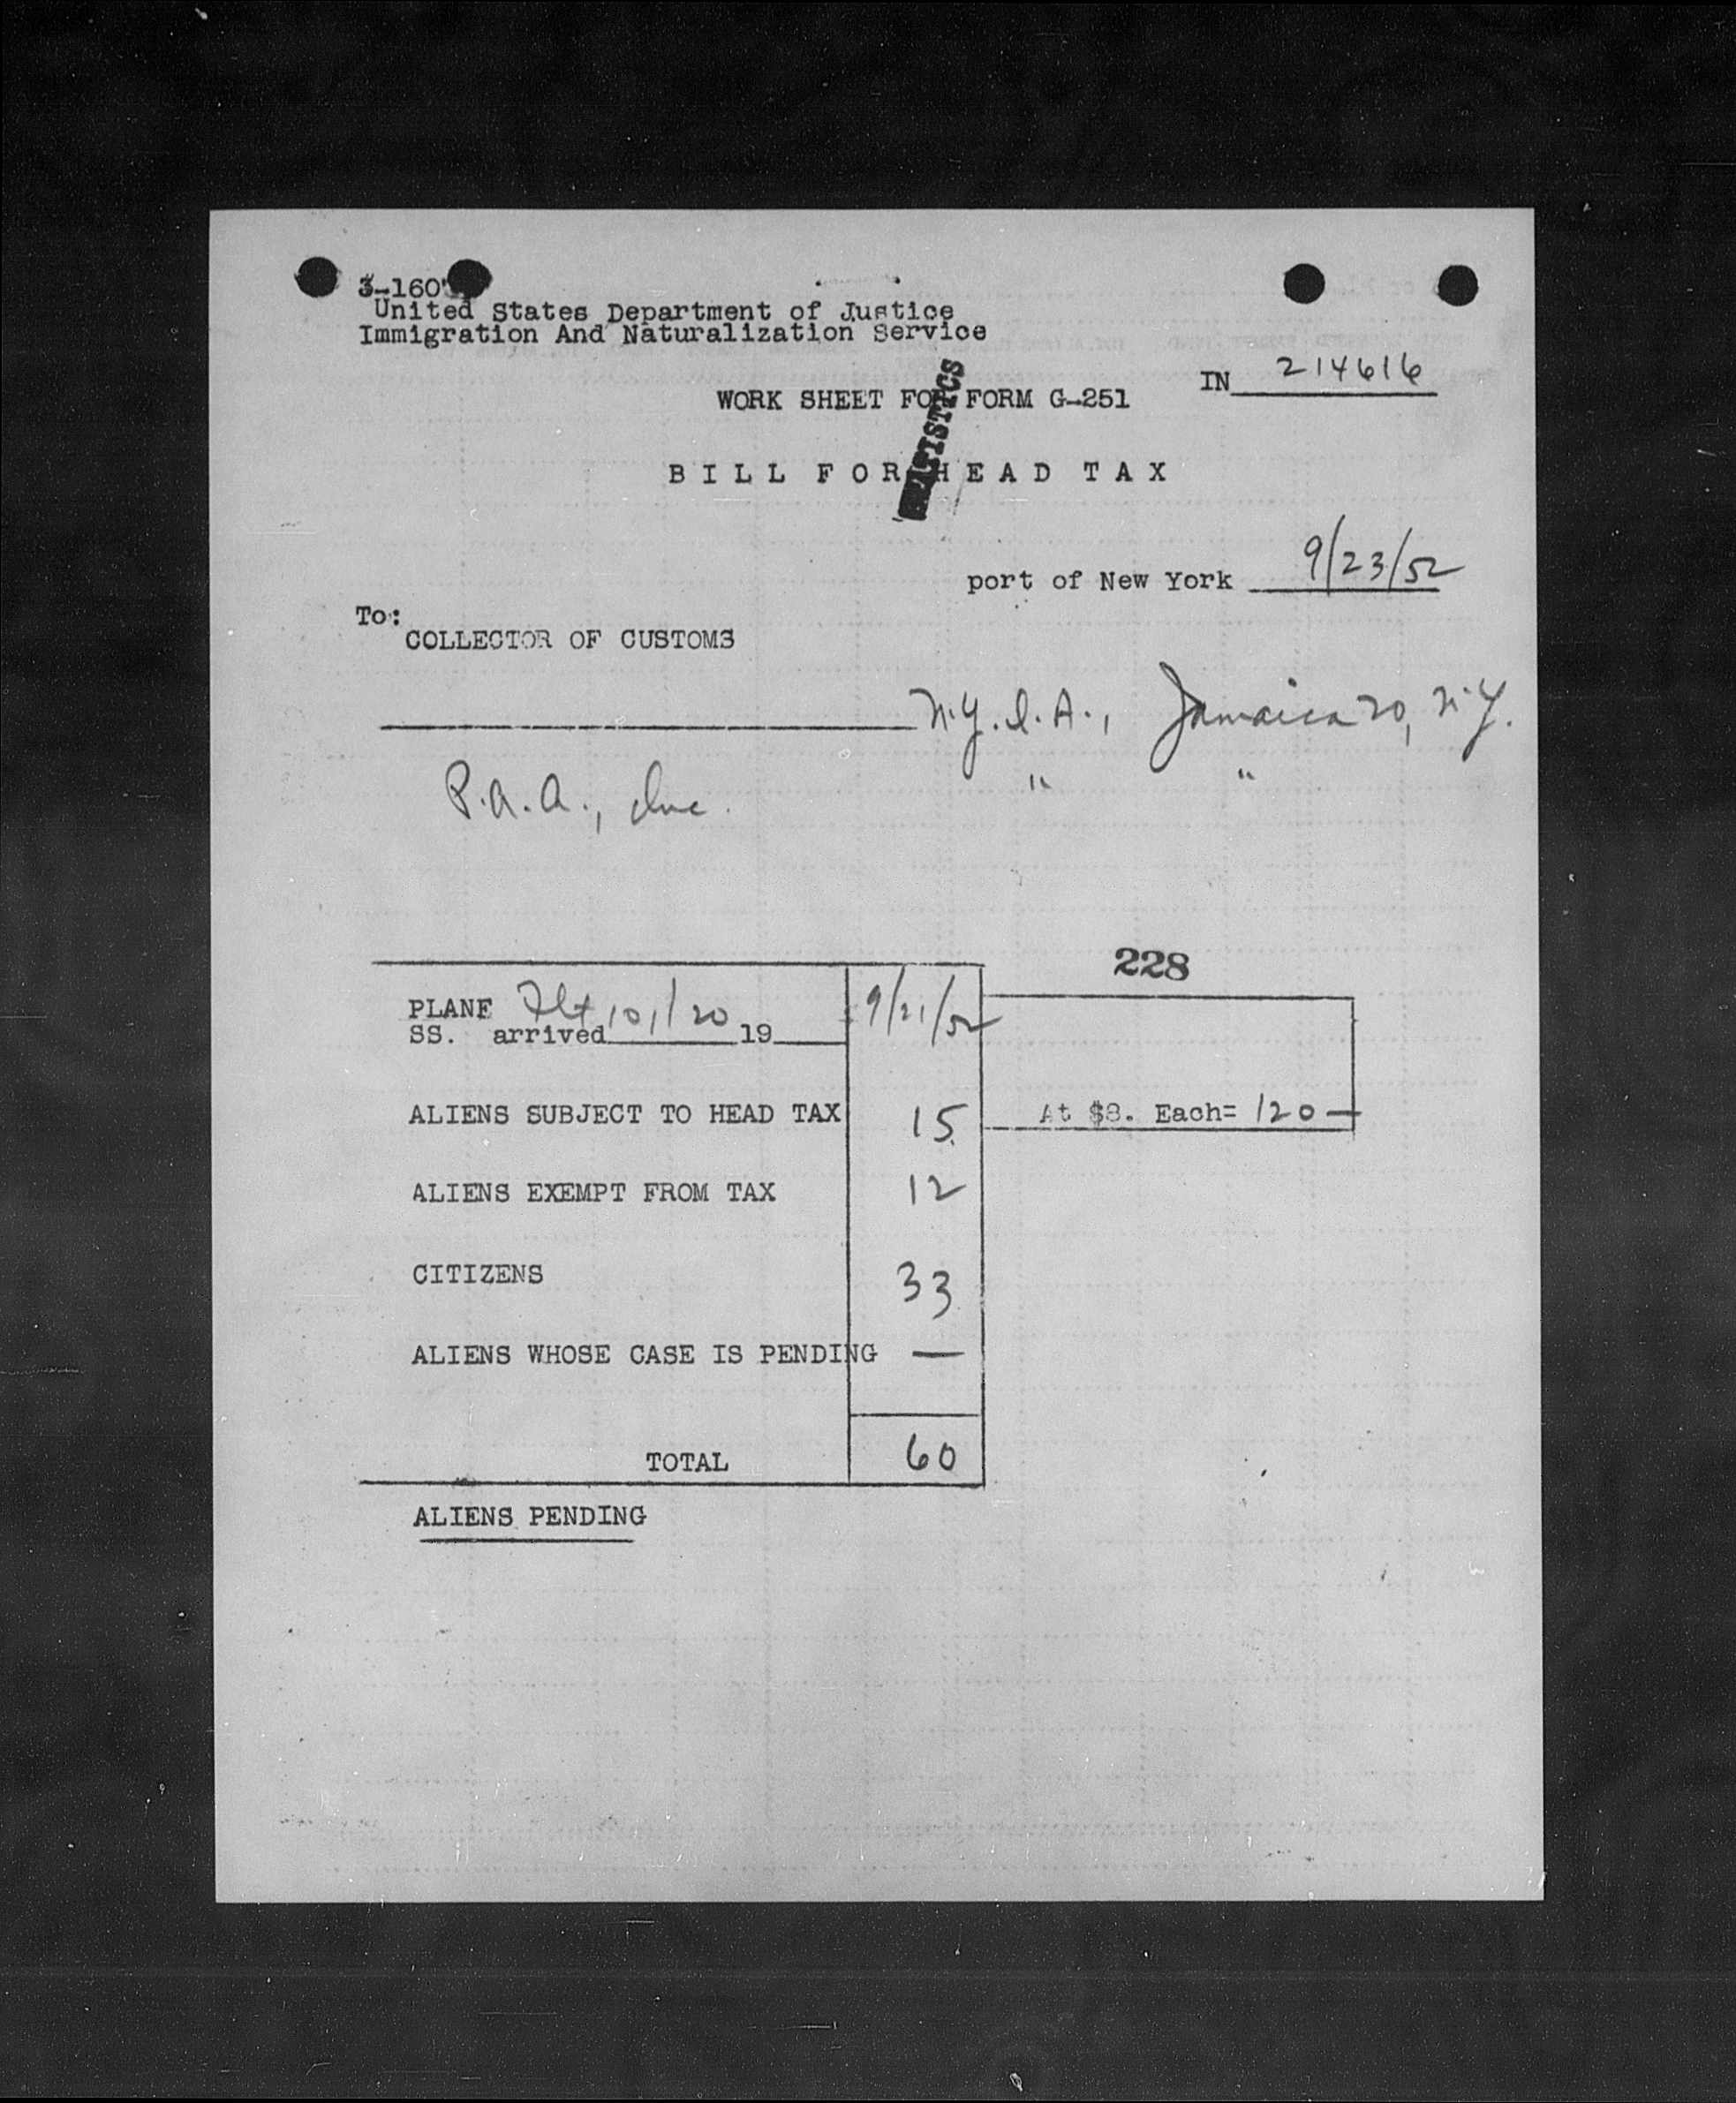 3-160
United States Department of Justice
Immigration And Naturalization Service
IN 214616
WORK SHEET FOR FORM G-251
STATISTICS
BILL FOR HEAD TAX
port of New York 9/23/52
To:
COLLECTOR OF CUSTOMS
N.Y.I.A., Jamaica 20, N.Y.
P.A.A., Inc. " "
228
PLANE Flt 101/20 9/21/52
SS. arrived 19
ALIENS SUBJECT TO HEAD TAX 15 At $8. Each= 120—
ALIENS EXEMPT FROM TAX 12
CITIZENS 33
ALIENS WHOSE CASE IS PENDING —
TOTAL 60
ALIENS PENDING